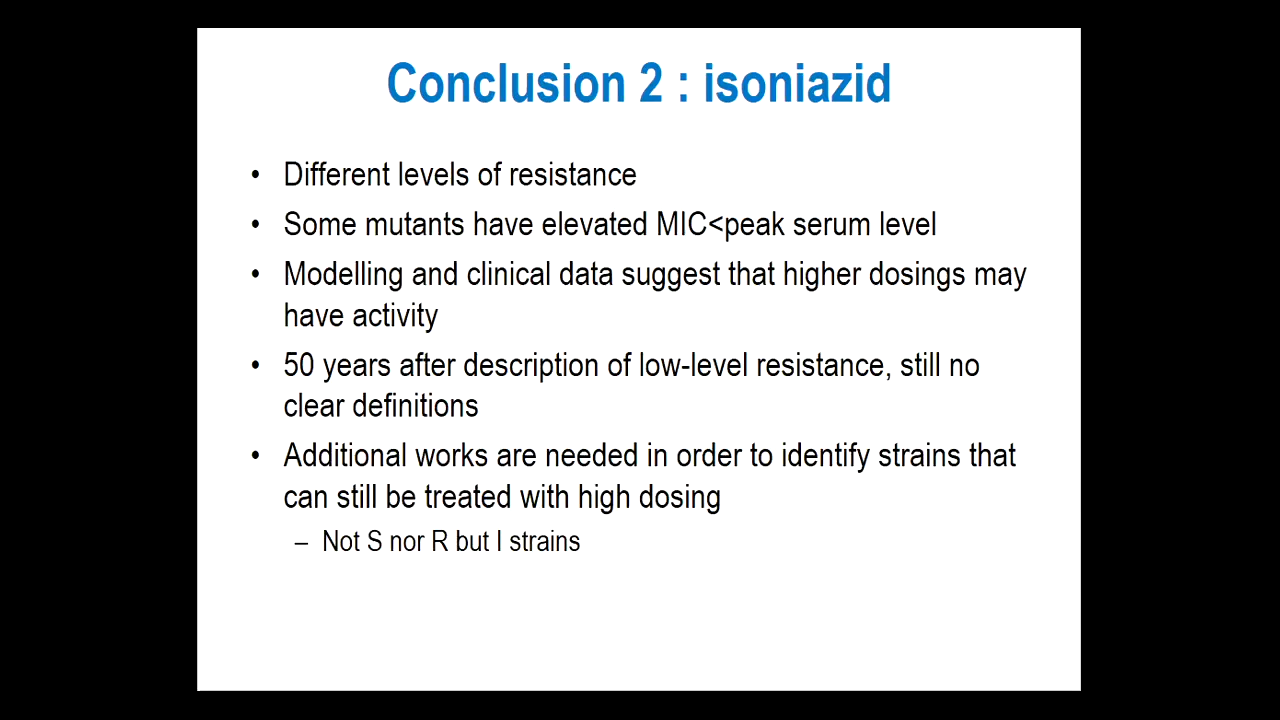 Conclusion 2 : isoniazid
• Different levels of resistance
• Some mutants have elevated MIC<peak serum level
• Modelling and clinical data suggest that higher dosings may
have activity
• 50 years after description of low-level resistance, still no
clear definitions
• Additional works are needed in order to identify strains that
can still be treated with high dosing
– Not S nor R but I strains